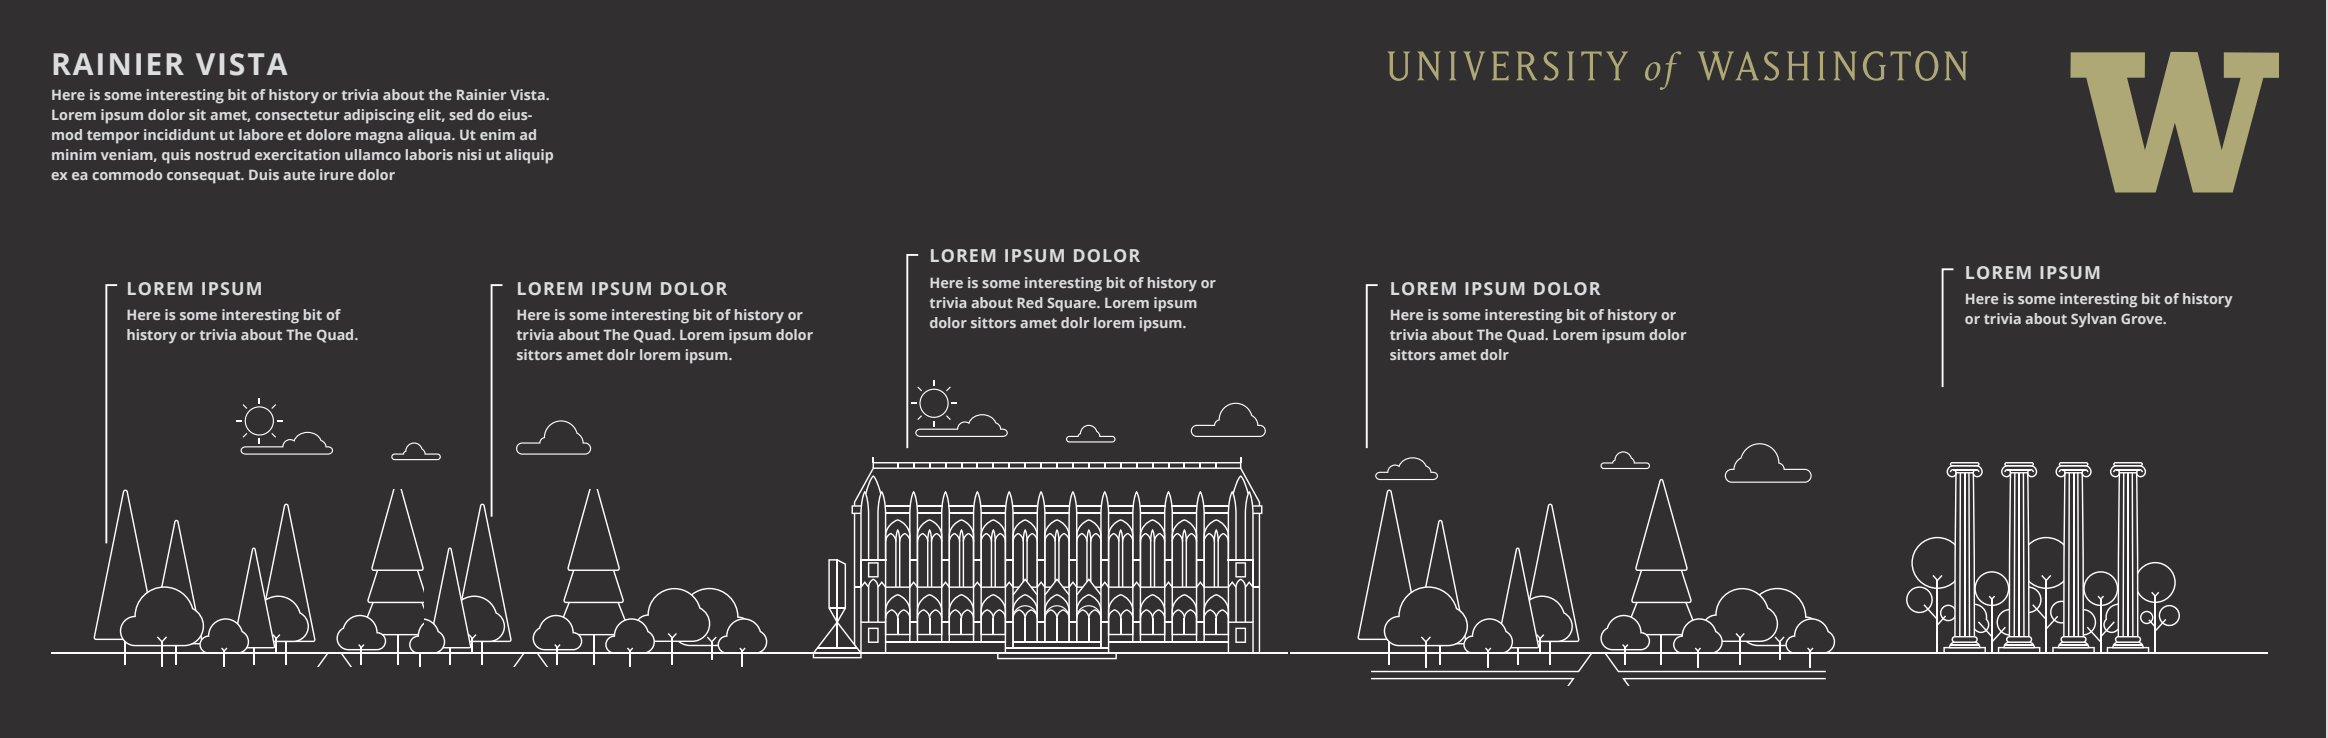 RAINIER VISTA
Here is some interesting bit of history or trivia about the Rainier Vista.
Lorem ipsum dolor sit amet, consectetur adipiscing elit, sed do eius-
mod tempor incididunt ut labore et dolore magna aliqua. Ut enim ad
minim veniam, quis nostrud exercitation ullamco laboris nisi ut aliquip
ex ea commodo consequat. Duis aute irure dolor
UNIVERSITY of WASHINGTON
W
LOREM IPSUM
Here is some interesting bit of
history or trivia about The Quad.
LOREM IPSUM DOLOR
Here is some interesting bit of history or
trivia about The Quad. Lorem ipsum dolor
sittors amet dolr lorem ipsum.
LOREM IPSUM DOLOR
Here is some interesting bit of history or
trivia about Red Square. Lorem ipsum
dolor sittors amet dolr lorem ipsum.
LOREM IPSUM DOLOR
Here is some interesting bit of history or
trivia about The Quad. Lorem ipsum dolor
sittors amet dolr
LOREM IPSUM
Here is some interesting bit of history
or trivia about Sylvan Grove.